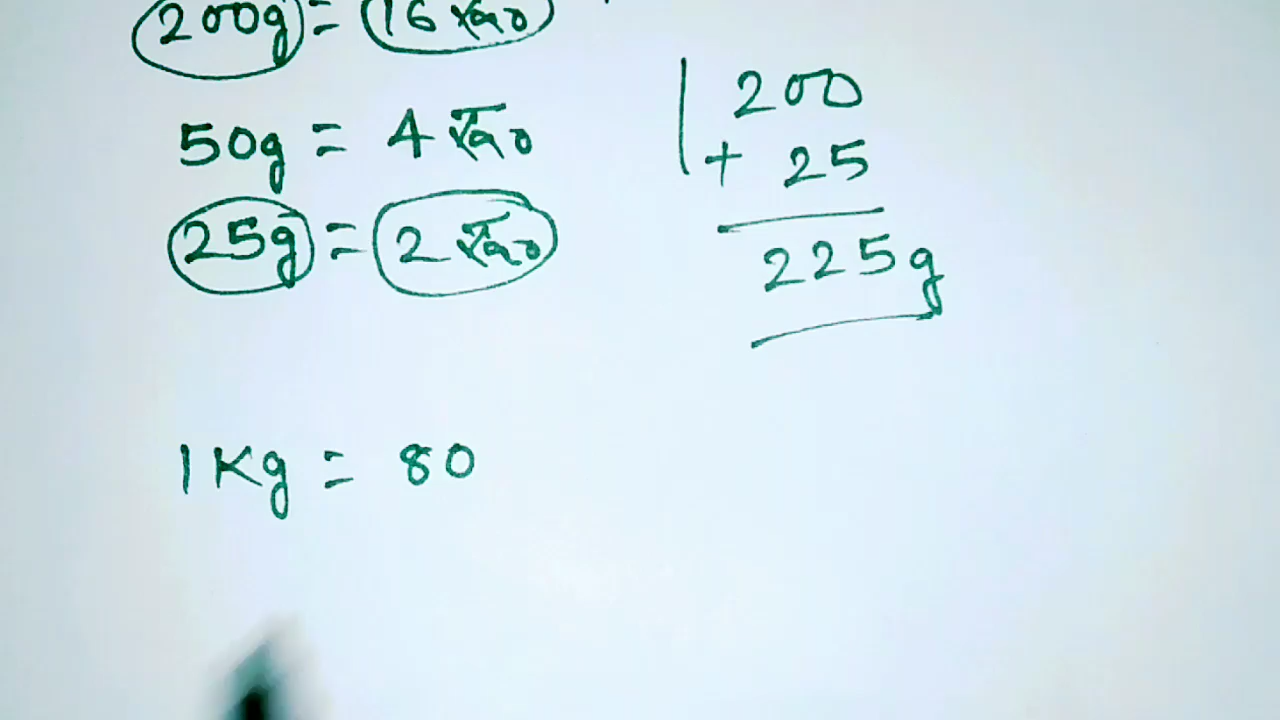 200g = 16 रू०
50g = 4 रू०
25g = 2 रू०
200
+ 25
225g
1Kg = 80